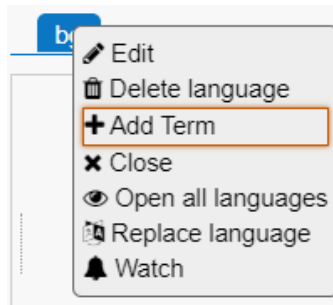 Edit
Delete language
Add Term
Close
Open all languages
Replace language
Watch